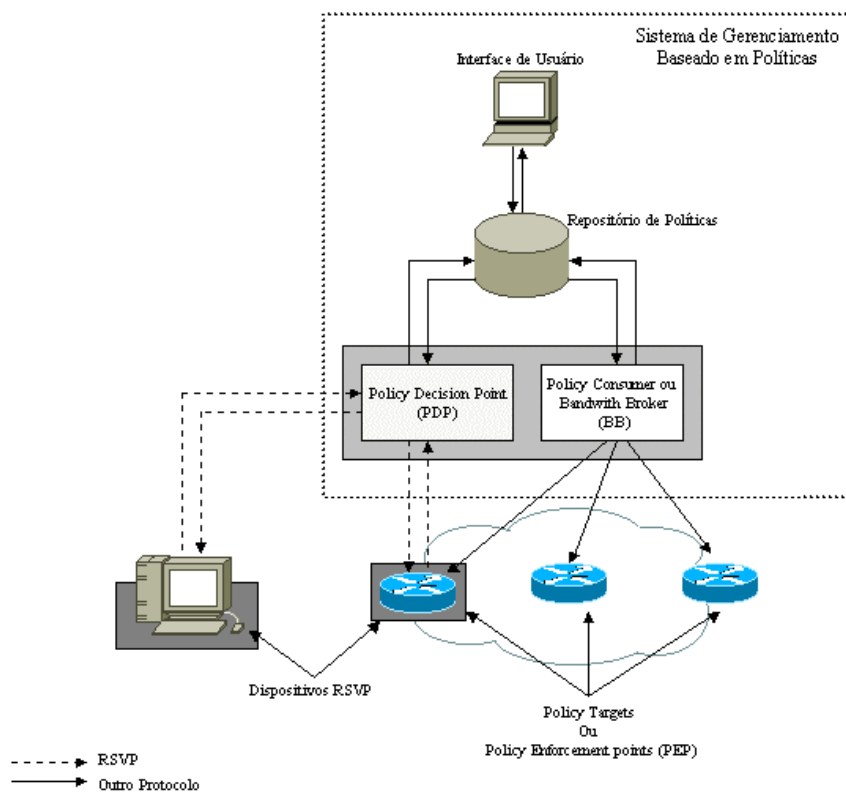 Sistema de Gerenciamento
Baseado em Políticas
Interface de Usuário
Repositório de Políticas
Policy Decision Point
(PDP)
Policy Consumer ou
Bandwith Broker
(BB)
Dispositivos RSVP
Policy Targets
Ou
Policy Enforcement points (PEP)
RSVP
Outro Protocolo